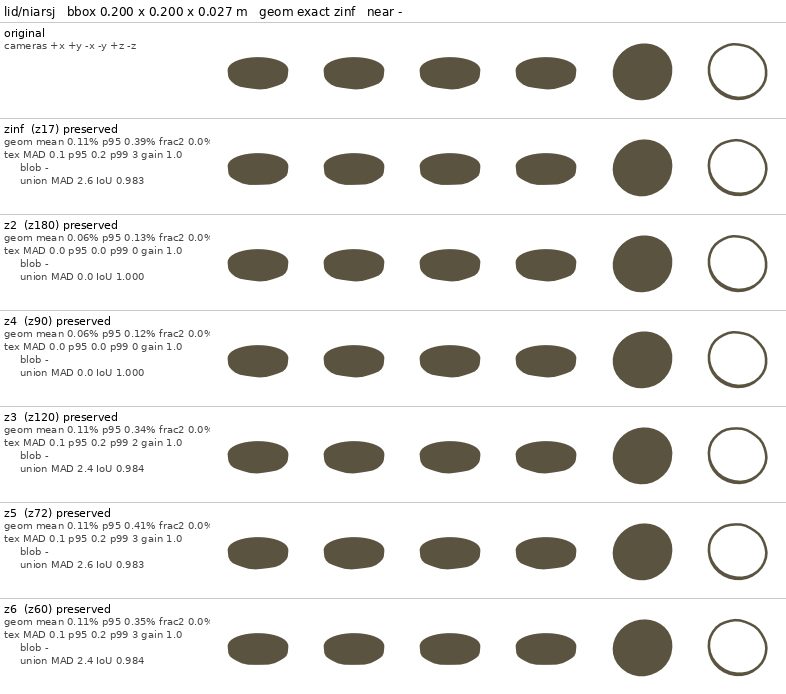 lid/niarsj   bbox 0.200 x 0.200 x 0.027 m   geom exact zinf   near -
original
cameras +x +y -x -y +z -z
zinf  (z17) preserved
geom mean 0.11% p95 0.39% frac2 0.0%
tex MAD 0.1 p95 0.2 p99 3 gain 1.0
blob -
union MAD 2.6 IoU 0.983
z2  (z180) preserved
geom mean 0.06% p95 0.13% frac2 0.0%
tex MAD 0.0 p95 0.0 p99 0 gain 1.0
blob -
union MAD 0.0 IoU 1.000
z4  (z90) preserved
geom mean 0.06% p95 0.12% frac2 0.0%
tex MAD 0.0 p95 0.0 p99 0 gain 1.0
blob -
union MAD 0.0 IoU 1.000
z3  (z120) preserved
geom mean 0.11% p95 0.34% frac2 0.0%
tex MAD 0.1 p95 0.2 p99 2 gain 1.0
blob -
union MAD 2.4 IoU 0.984
z5  (z72) preserved
geom mean 0.11% p95 0.41% frac2 0.0%
tex MAD 0.1 p95 0.2 p99 3 gain 1.0
blob -
union MAD 2.6 IoU 0.983
z6  (z60) preserved
geom mean 0.11% p95 0.35% frac2 0.0%
tex MAD 0.1 p95 0.2 p99 3 gain 1.0
blob -
union MAD 2.4 IoU 0.984